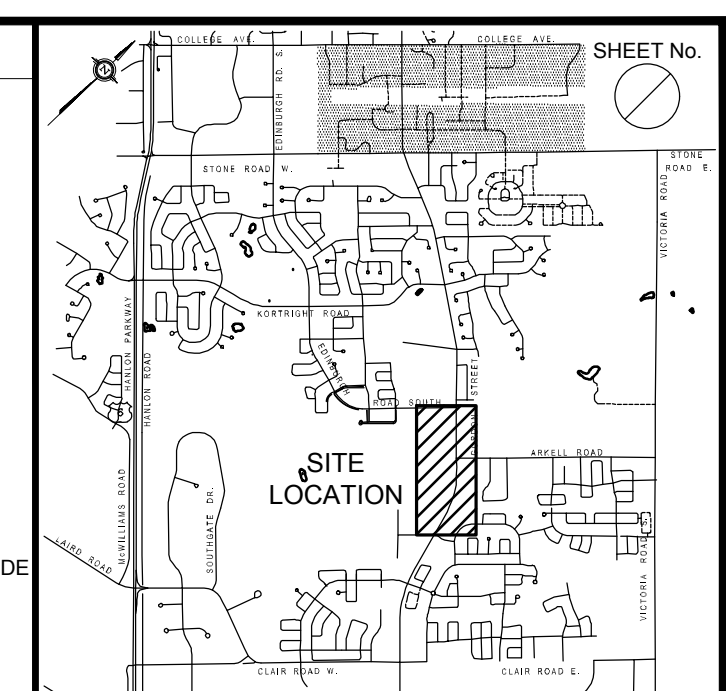 COLLEGE AVE.
COLLEGE AVE.
SHEET No.
N
EDINBURGH RD. S.
STONE ROAD W.
STONE
ROAD E.
VICTORIA ROAD
HANLON PARKWAY
HANLON ROAD
KORTRIGHT ROAD
EDINBURGH
ROAD SOUTH
GORDON STREET
ARKELL ROAD
SITE
LOCATION
McWILLIAMS ROAD
SOUTHGATE DR.
LAIRD ROAD
DE
VICTORIA ROAD S.
CLAIR ROAD W.
CLAIR ROAD E.